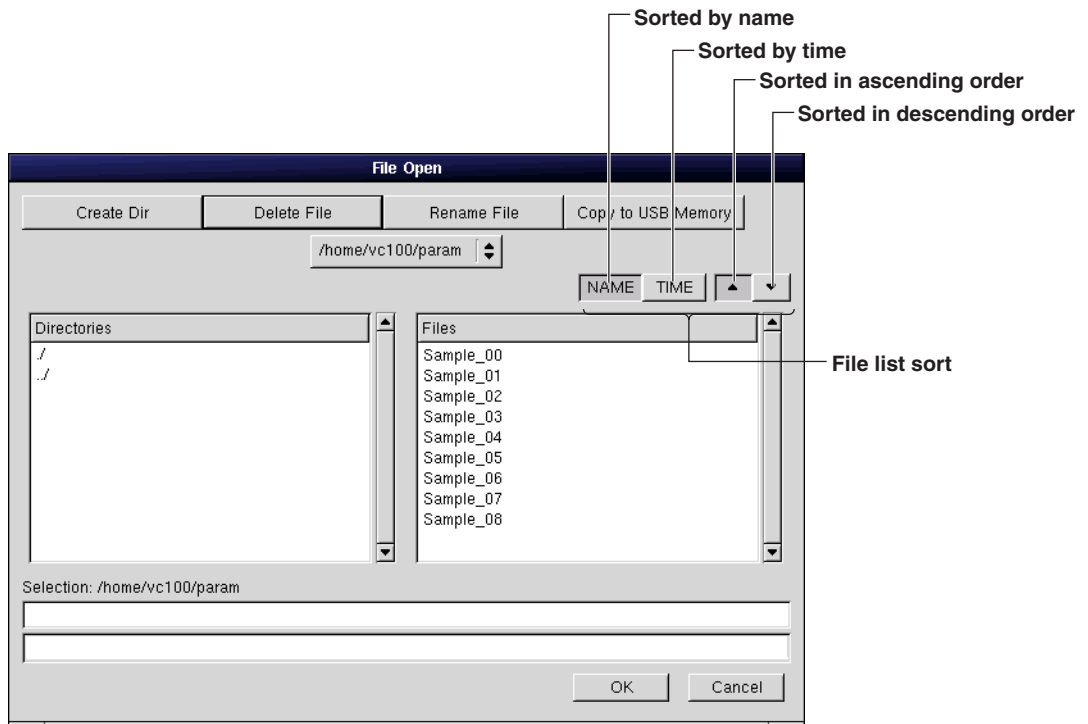 Sorted by name
Sorted by time
Sorted in ascending order
Sorted in descending order
File Open
Create Dir Delete File Rename File Copy to USB Memory
/home/vc100/param
NAME TIME
Directories
./
../
Files
Sample_00
Sample_01
Sample_02
Sample_03
Sample_04
Sample_05
Sample_06
Sample_07
Sample_08
File list sort
Selection: /home/vc100/param
OK Cancel